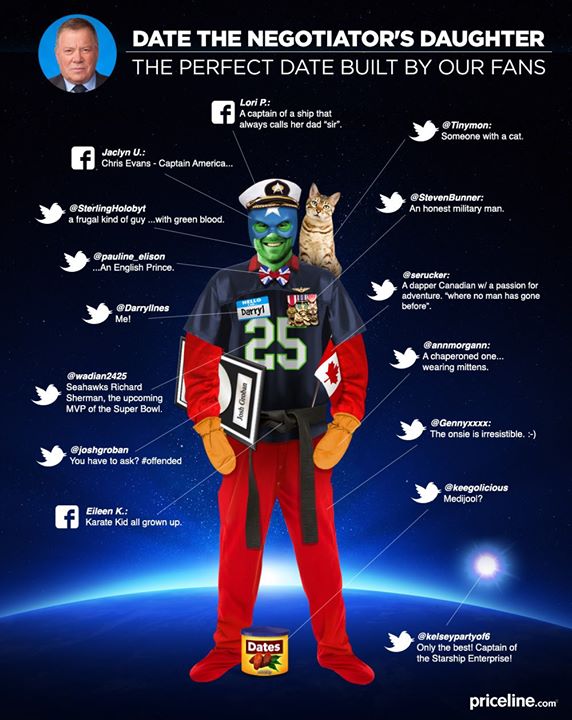 DATE THE NEGOTIATOR'S DAUGHTER
THE PERFECT DATE BUILT BY OUR FANS
Lori P.:
A captain of a ship that
always calls her dad “sir”.
@Tinymon:
Someone with a cat.
Jaclyn U.:
Chris Evans - Captain America...
@SterlingHolobyt
a frugal kind of guy ...with green blood.
@StevenBunner:
An honest military man.
@pauline_elison
...An English Prince.
@serucker:
A dapper Canadian w/ a passion for
adventure. "where no man has gone
before".
@DarrylInes
Me!
HELLO
Darryl
25
@annmorgann:
A chaperoned one...
wearing mittens.
@wadian2425
Seahawks Richard
Sherman, the upcoming
MVP of the Super Bowl.
Josh Groban
@Gennyxxxx:
The onsie is irresistible. :-)
@joshgroban
You have to ask? #offended
@keegolicious
Medijool?
Eileen K.:
Karate Kid all grown up.
Dates
@kelseypartyof6
Only the best! Captain of
the Starship Enterprise!
priceline.com